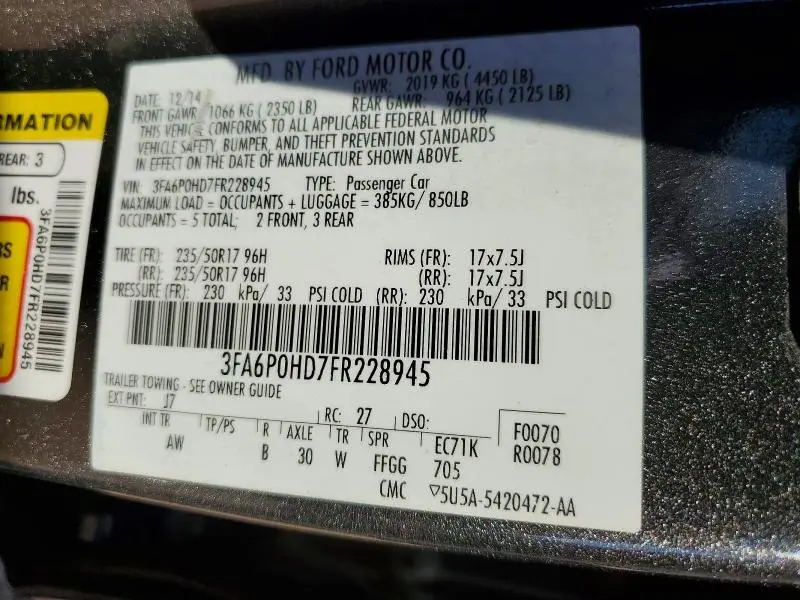 MFD. BY FORD MOTOR CO.
DATE: 12/14 GVWR: 2019 KG ( 4450 LB)
FRONT GAWR: 1066 KG ( 2350 LB) REAR GAWR: 964 KG ( 2125 LB)
THIS VEHICLE CONFORMS TO ALL APPLICABLE FEDERAL MOTOR
VEHICLE SAFETY, BUMPER, AND THEFT PREVENTION STANDARDS
IN EFFECT ON THE DATE OF MANUFACTURE SHOWN ABOVE.
VIN: 3FA6P0HD7FR228945 TYPE: Passenger Car
MAXIMUM LOAD = OCCUPANTS + LUGGAGE = 385KG/ 850LB
OCCUPANTS = 5 TOTAL; 2 FRONT, 3 REAR
TIRE (FR): 235/50R17 96H RIMS (FR): 17x7.5J
(RR): 235/50R17 96H (RR): 17x7.5J
PRESSURE (FR): 230 kPa/ 33 PSI COLD (RR): 230 kPa/ 33 PSI COLD
3FA6P0HD7FR228945
TRAILER TOWING - SEE OWNER GUIDE
EXT PNT: J7 RC: 27 DSO:
INT TR TP/PS R AXLE TR SPR EC71K F0070
AW B 30 W FFGG 705 R0078
CMC ▽5U5A-5420472-AA
REAR: 3
lbs.
3FA6P0HD7FR228945